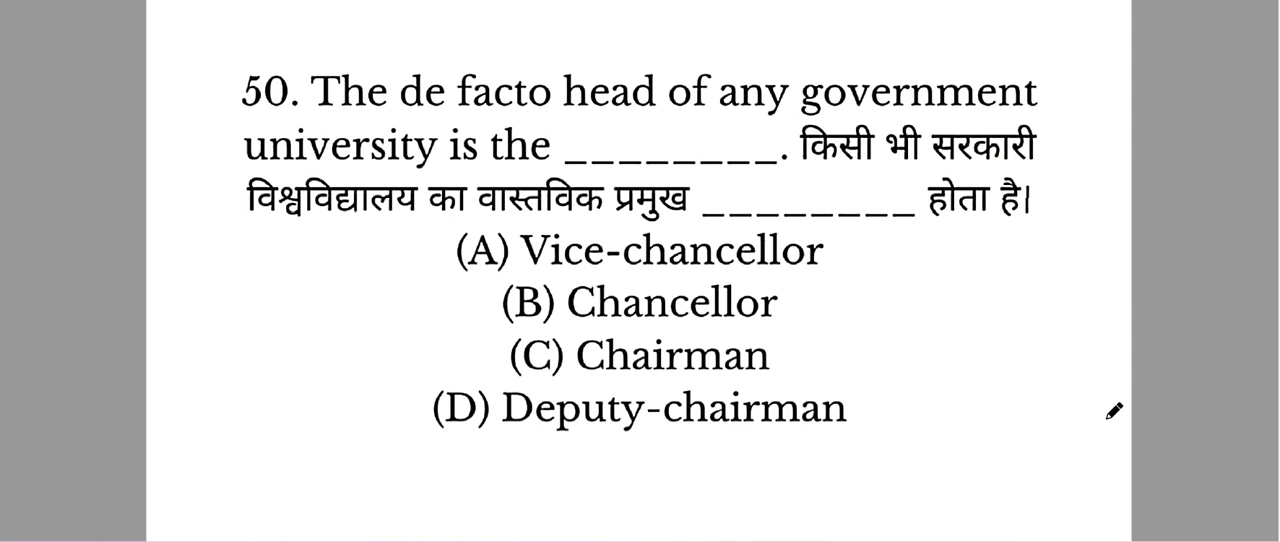 50. The de facto head of any government
university is the ________. किसी भी सरकारी
विश्वविद्यालय का वास्तविक प्रमुख ________ होता है।
(A) Vice-chancellor
(B) Chancellor
(C) Chairman
(D) Deputy-chairman